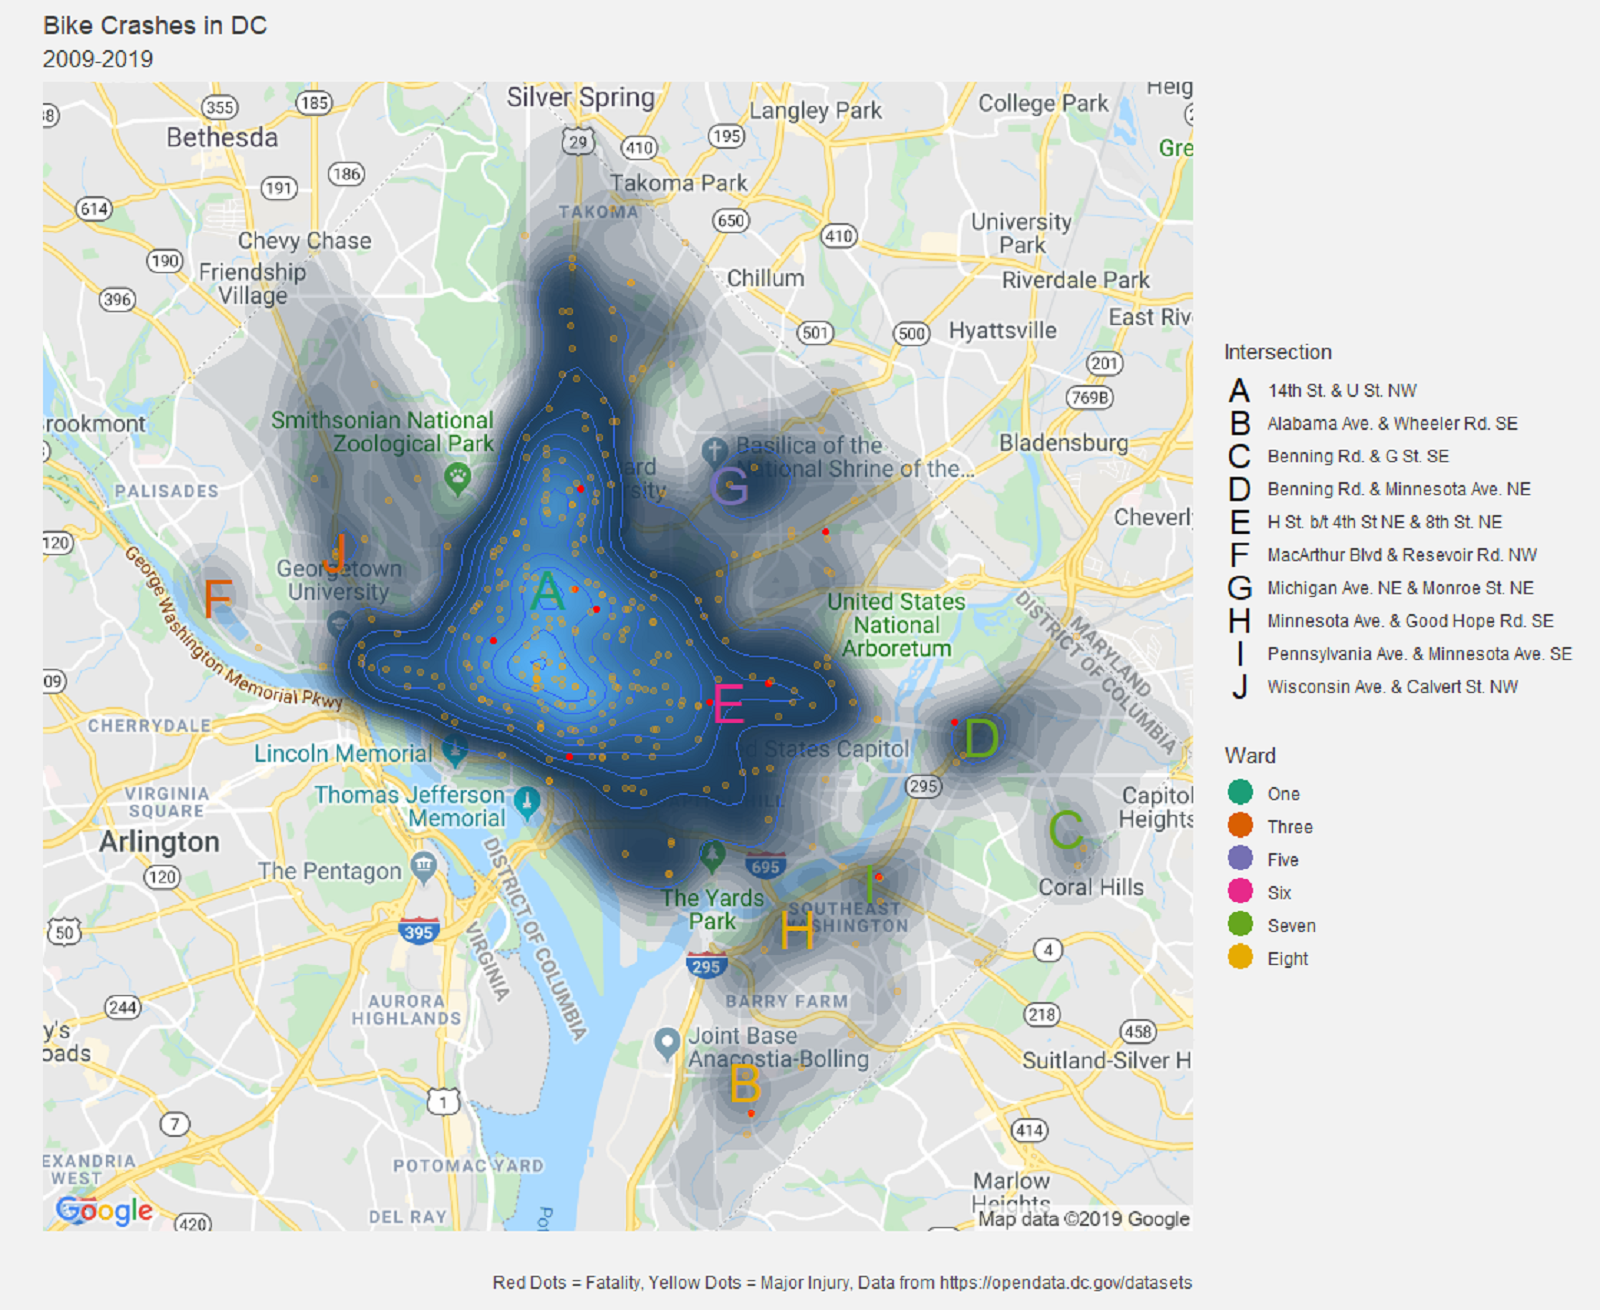 Bike Crashes in DC
2009-2019
Silver Spring
Heig
355
185
Langley Park
College Park
Bethesda
29
410
195
Gre
186
191
Takoma Park
614
TAKOMA
650
University
Park
410
Chevy Chase
190
Friendship
Village
Chillum
Riverdale Park
396
East Riv
501
500
Hyattsville
201
769B
Smithsonian National
Zoological Park
rookmont
Basilica of the
National Shrine of the...
Bladensburg
ard
rsity
PALISADES
G
Cheverl
120
J
Georgetown
University
F
A
George Washington Memorial Pkwy
United States
National
Arboretum
DISTRICT OF COLUMBIA
MARYLAND
09
E
CHERRYDALE
Lincoln Memorial
d States Capitol
D
295
VIRGINIA
SQUARE
Thomas Jefferson
Memorial
HILL
Capitol
Heights
Arlington
C
The Pentagon
120
695
I
Coral Hills
The Yards
Park
SOUTHEAST
WASHINGTON
H
50
395
DISTRICT OF COLUMBIA
VIRGINIA
4
295
244
AURORA
HIGHLANDS
BARRY FARM
218
458
y's
oads
Joint Base
Anacostia-Bolling
Suitland-Silver H
B
1
7
414
EXANDRIA
WEST
POTOMAC YARD
Marlow
Heights
Google
420
DEL RAY
Pot
Map data ©2019 Google
Intersection
A 14th St. & U St. NW
B Alabama Ave. & Wheeler Rd. SE
C Benning Rd. & G St. SE
D Benning Rd. & Minnesota Ave. NE
E H St. b/t 4th St NE & 8th St. NE
F MacArthur Blvd & Resevoir Rd. NW
G Michigan Ave. NE & Monroe St. NE
H Minnesota Ave. & Good Hope Rd. SE
I Pennsylvania Ave. & Minnesota Ave. SE
J Wisconsin Ave. & Calvert St. NW
Ward
One
Three
Five
Six
Seven
Eight
Red Dots = Fatality, Yellow Dots = Major Injury, Data from https://opendata.dc.gov/datasets